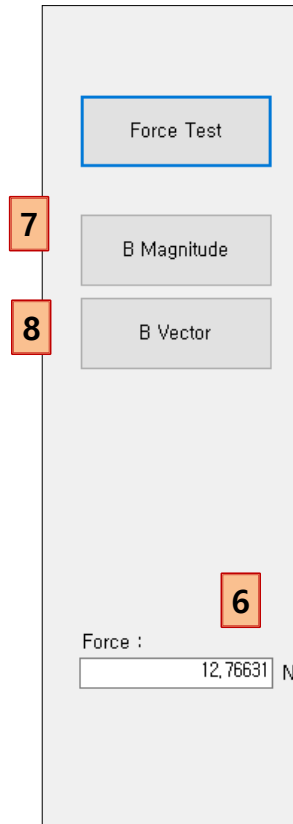 Force Test
7
B Magnitude
8
B Vector
6
Force :
12,76631 N